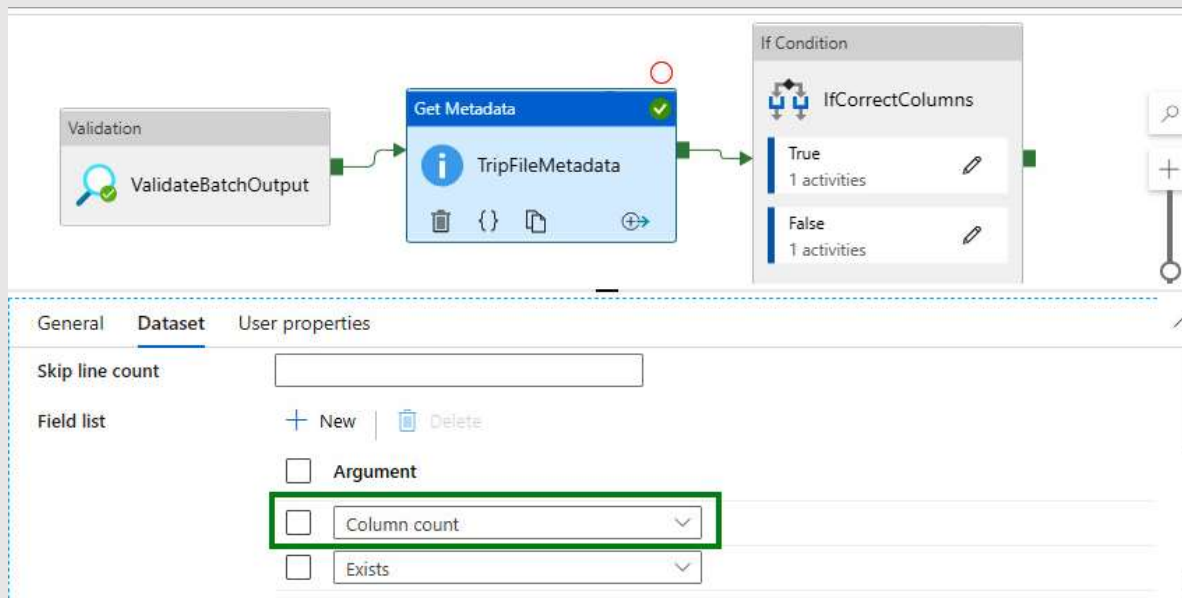 Validation
ValidateBatchOutput
Get Metadata
TripFileMetadata
{}
If Condition
IfCorrectColumns
True
1 activities
False
1 activities
General Dataset User properties
Skip line count
Field list
New Delete
Argument
Column count
Exists